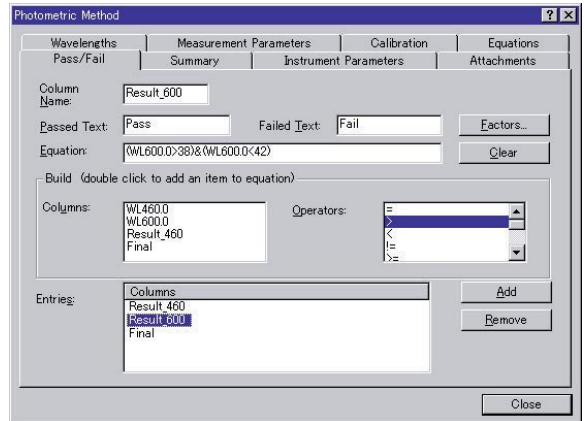 Photometric Method
Wavelengths Measurement Parameters Calibration Equations
Pass/Fail Summary Instrument Parameters Attachments
Column Name: Result_600
Passed Text: Pass Failed Text: Fail Factors...
Equation: (WL600.0>38)&(WL600.0<42) Clear
Build (double click to add an item to equation)
Columns: WL460.0 Operators: =
WL600.0 >
Result_460 <
Final !=
>=
Entries: Columns Add
Result_460
Result_600 Remove
Final
Close